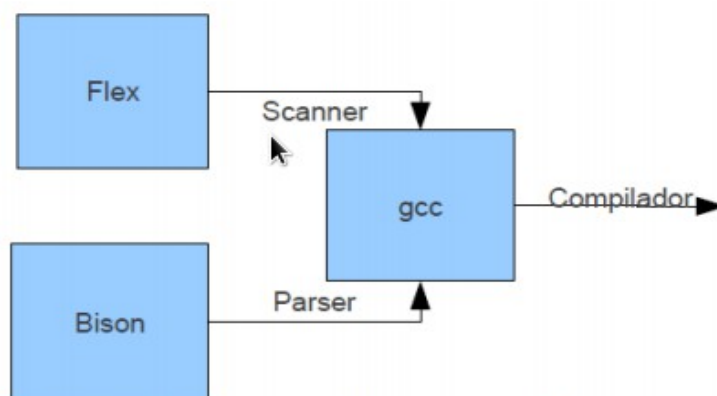 Flex
Scanner
gcc
Compilador
Parser
Bison